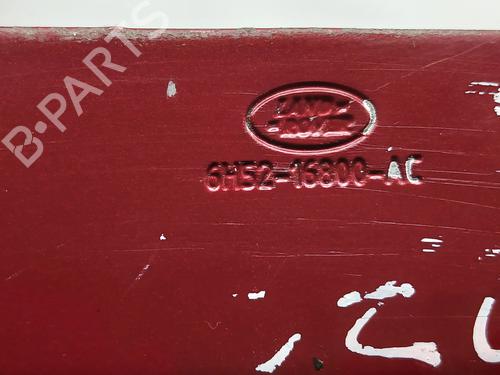 B-PARTS
LAND
ROVER
6H52-16800-AC